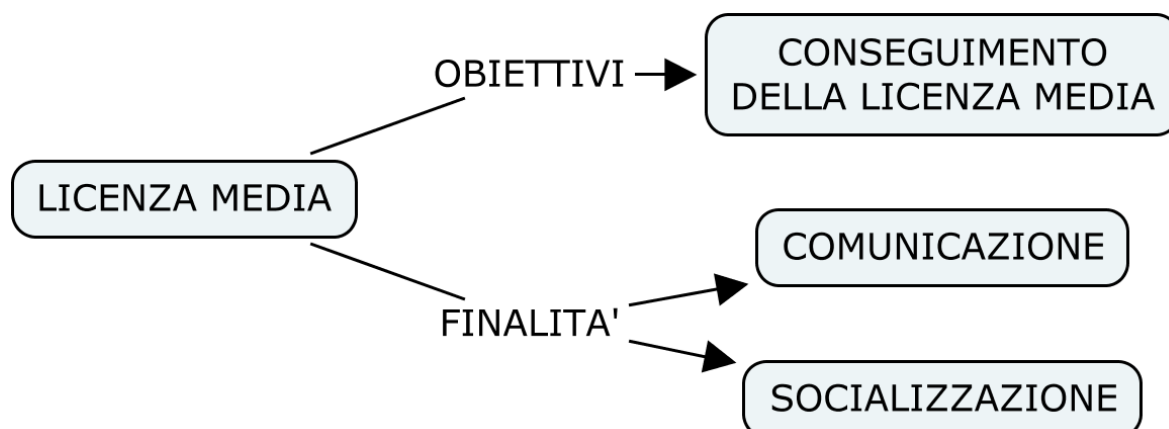 OBIETTIVI
CONSEGUIMENTO
DELLA LICENZA MEDIA
LICENZA MEDIA
COMUNICAZIONE
FINALITA'
SOCIALIZZAZIONE